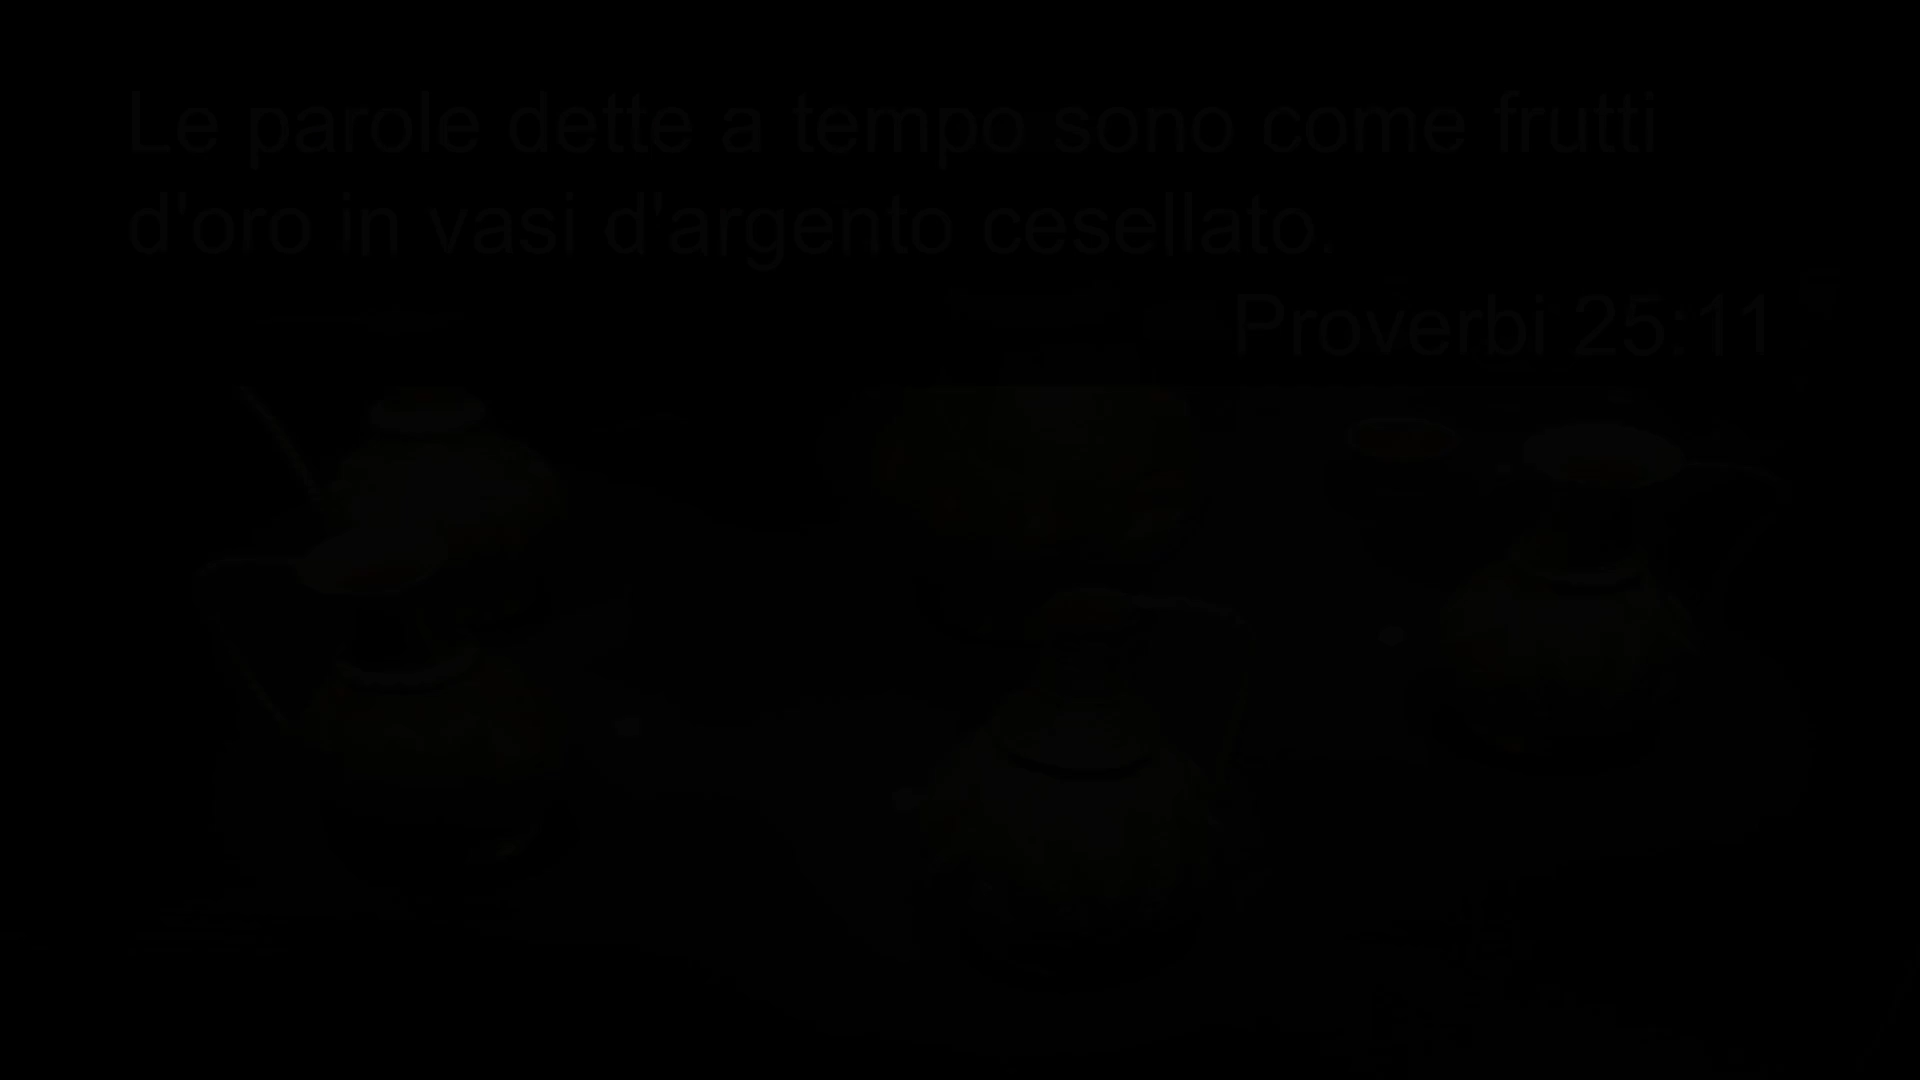 Le parole dette a tempo sono come frutti
d'oro in vasi d'argento cesellato.
Proverbi 25:11